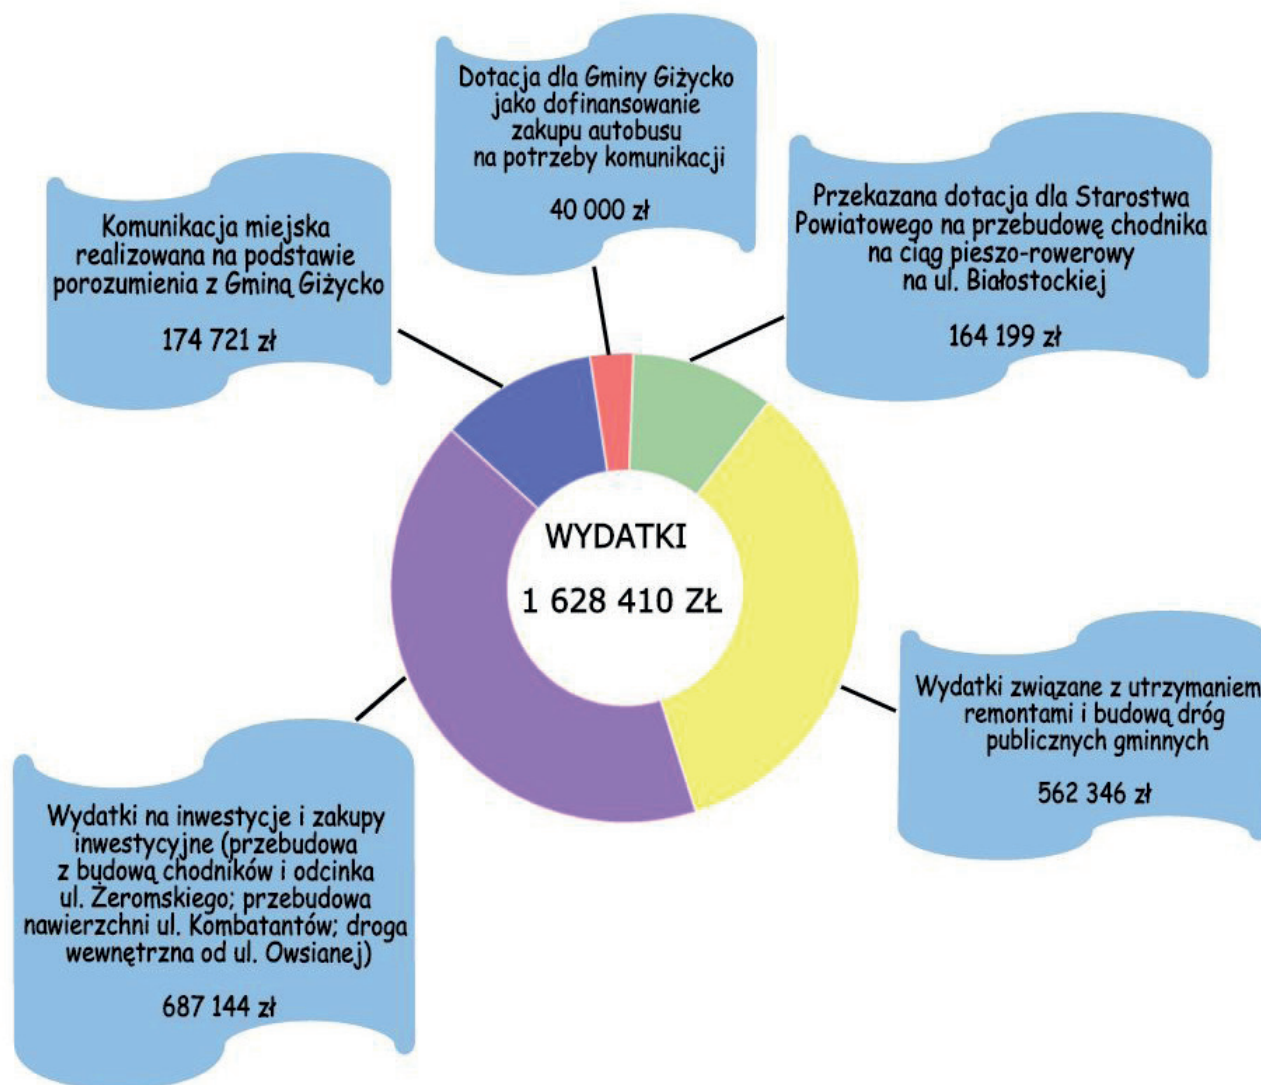 Dotacja dla Gminy Giżycko
jako dofinansowanie
zakupu autobusu
na potrzeby komunikacji
40 000 zł
Komunikacja miejska
realizowana na podstawie
porozumienia z Gminą Giżycko
174 721 zł
Przekazana dotacja dla Starostwa
Powiatowego na przebudowę chodnika
na ciąg pieszo-rowerowy
na ul. Białostockiej
164 199 zł
WYDATKI
1 628 410 ZŁ
Wydatki związane z utrzymaniem
remontami i budową dróg
publicznych gminnych
562 346 zł
Wydatki na inwestycje i zakupy
inwestycyjne (przebudowa
z budową chodników i odcinka
ul. Żeromskiego; przebudowa
nawierzchni ul. Kombatantów; droga
wewnętrzna od ul. Owsianej)
687 144 zł